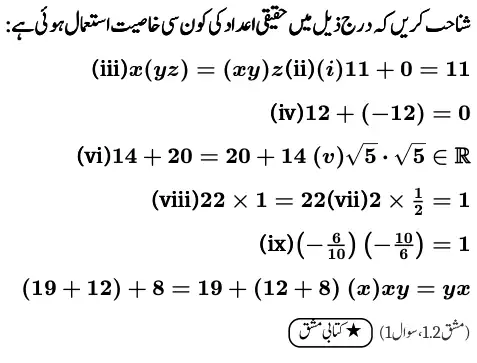 شناخت کریں کہ درج ذیل میں حقیقی اعداد کی کون سی خاصیت استعمال ہوئی ہے:
(iii)x(yz) = (xy)z(ii)(i)11 + 0 = 11
(iv)12 + (−12) = 0
(vi)14 + 20 = 20 + 14 (v)√5 · √5 ∈ ℝ
(viii)22 × 1 = 22(vii)2 × 1/2 = 1
(ix)(−6/10)(−10/6) = 1
(19 + 12) + 8 = 19 + (12 + 8) (x)xy = yx
(مشق 1.2، سوال 1) ★ کتابی مشق